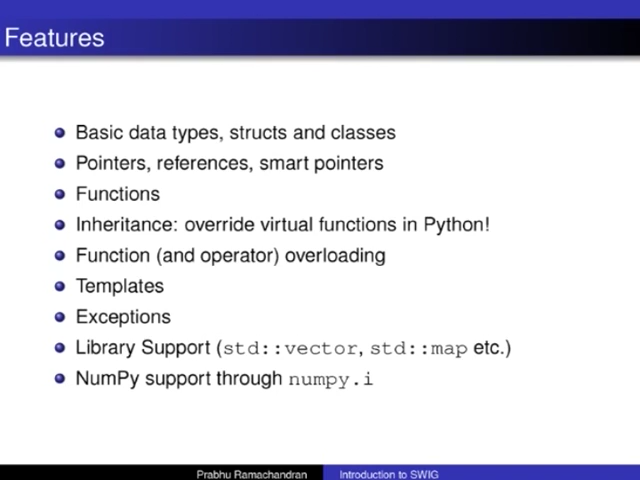 Features
Basic data types, structs and classes
Pointers, references, smart pointers
Functions
Inheritance: override virtual functions in Python!
Function (and operator) overloading
Templates
Exceptions
Library Support (std::vector, std::map etc.)
NumPy support through numpy.i
Prabhu Ramachandran Introduction to SWIG